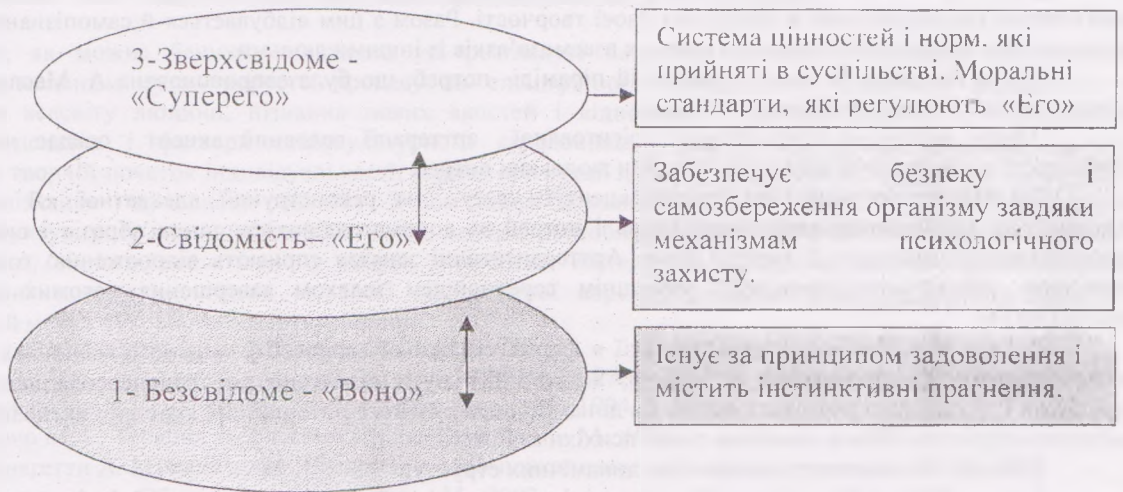 3-Зверхсвідоме -
«Суперего»
Система цінностей і норм, які
прийняті в суспільстві. Моральні
стандарти, які регулюють «Его»
2-Свідомість– «Его»
Забезпечує безпеку і
самозбереження організму завдяки
механізмам психологічного
захисту.
1- Безсвідоме - «Воно»
Існує за принципом задоволення і
містить інстинктивні прагнення.